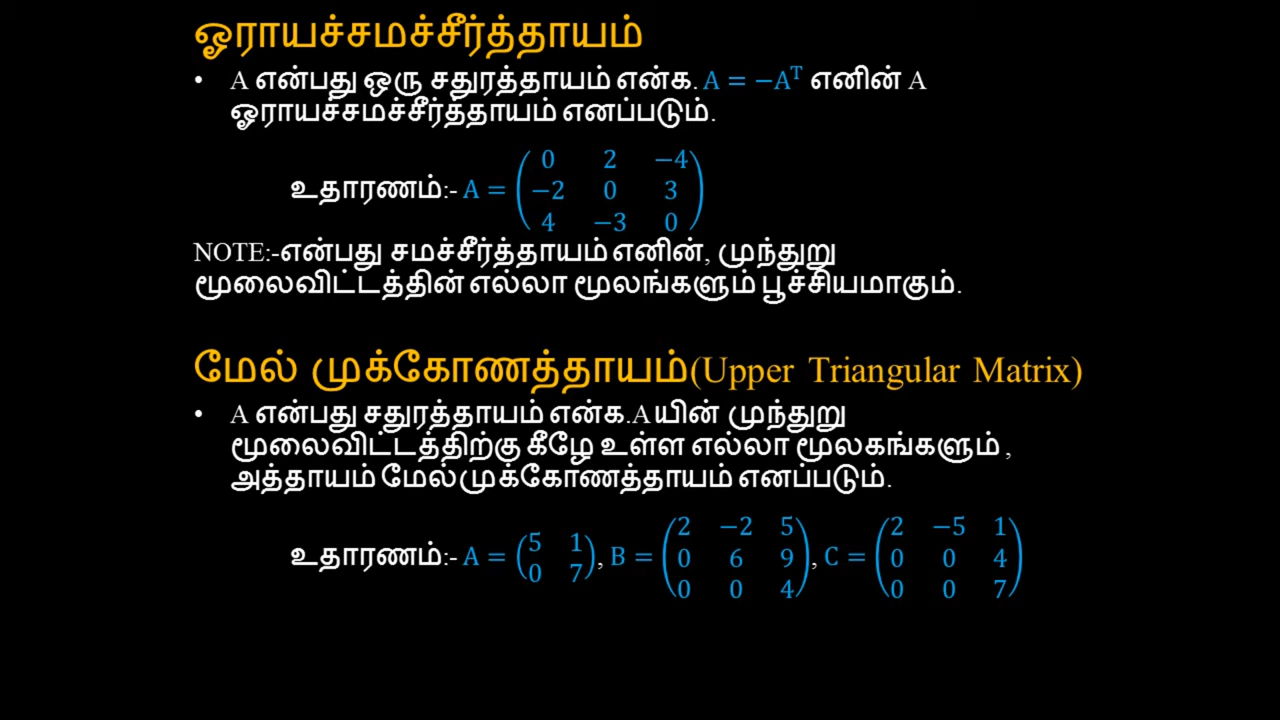 ஓராயச்சமச்சீர்த்தாயம்
• A என்பது ஒரு சதுரத்தாயம் என்க. A = −Aᵀ எனின் A
ஓராயச்சமச்சீர்த்தாயம் எனப்படும்.
0 2 −4
உதாரணம்:- A = −2 0 3
4 −3 0
NOTE:-என்பது சமச்சீர்த்தாயம் எனின், முந்துறு
மூலைவிட்டத்தின் எல்லா மூலங்களும் பூச்சியமாகும்.
மேல் முக்கோணத்தாயம்(Upper Triangular Matrix)
• A என்பது சதுரத்தாயம் என்க.A யின் முந்துறு
மூலைவிட்டத்திற்கு கீழே உள்ள எல்லா மூலகங்களும் ,
அத்தாயம் மேல்முக்கோணத்தாயம் எனப்படும்.
உதாரணம்:- A = (5 1
0 7), B = (2 −2 5
0 6 9
0 0 4), C = (2 −5 1
0 0 4
0 0 7)